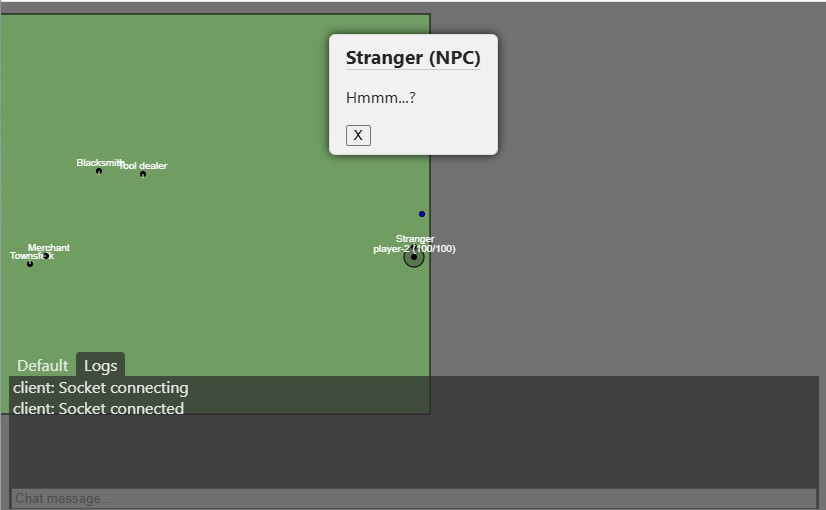 Stranger (NPC)
Hmmm...?
X
Blacksmith
Tool dealer
Stranger
player-2 (100/100)
Merchant
Townsfolk
Default
Logs
client: Socket connecting
client: Socket connected
Chat message...